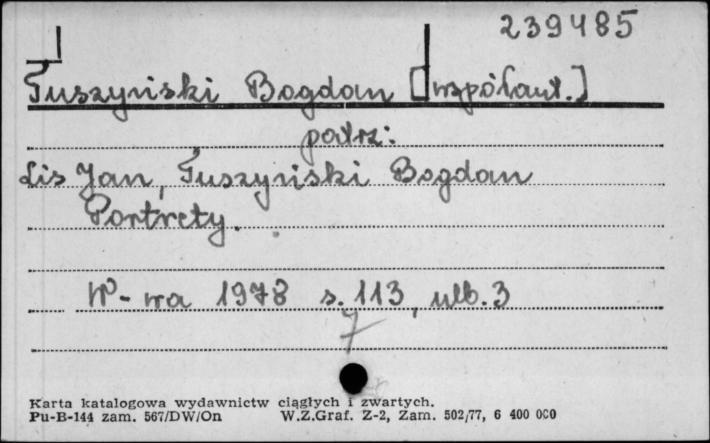 239485
Tuszyński Bogdan [współaut.]
patrz:
Lis Jan, Tuszyński Bogdan
Portrety.
W-wa 1978 s. 113, ulb. 3
7
Karta katalogowa wydawnictw ciągłych i zwartych.
Pu-B-144 zam. 567/DW/On W.Z.Graf. Z-2, Zam. 502/77, 6 400 000